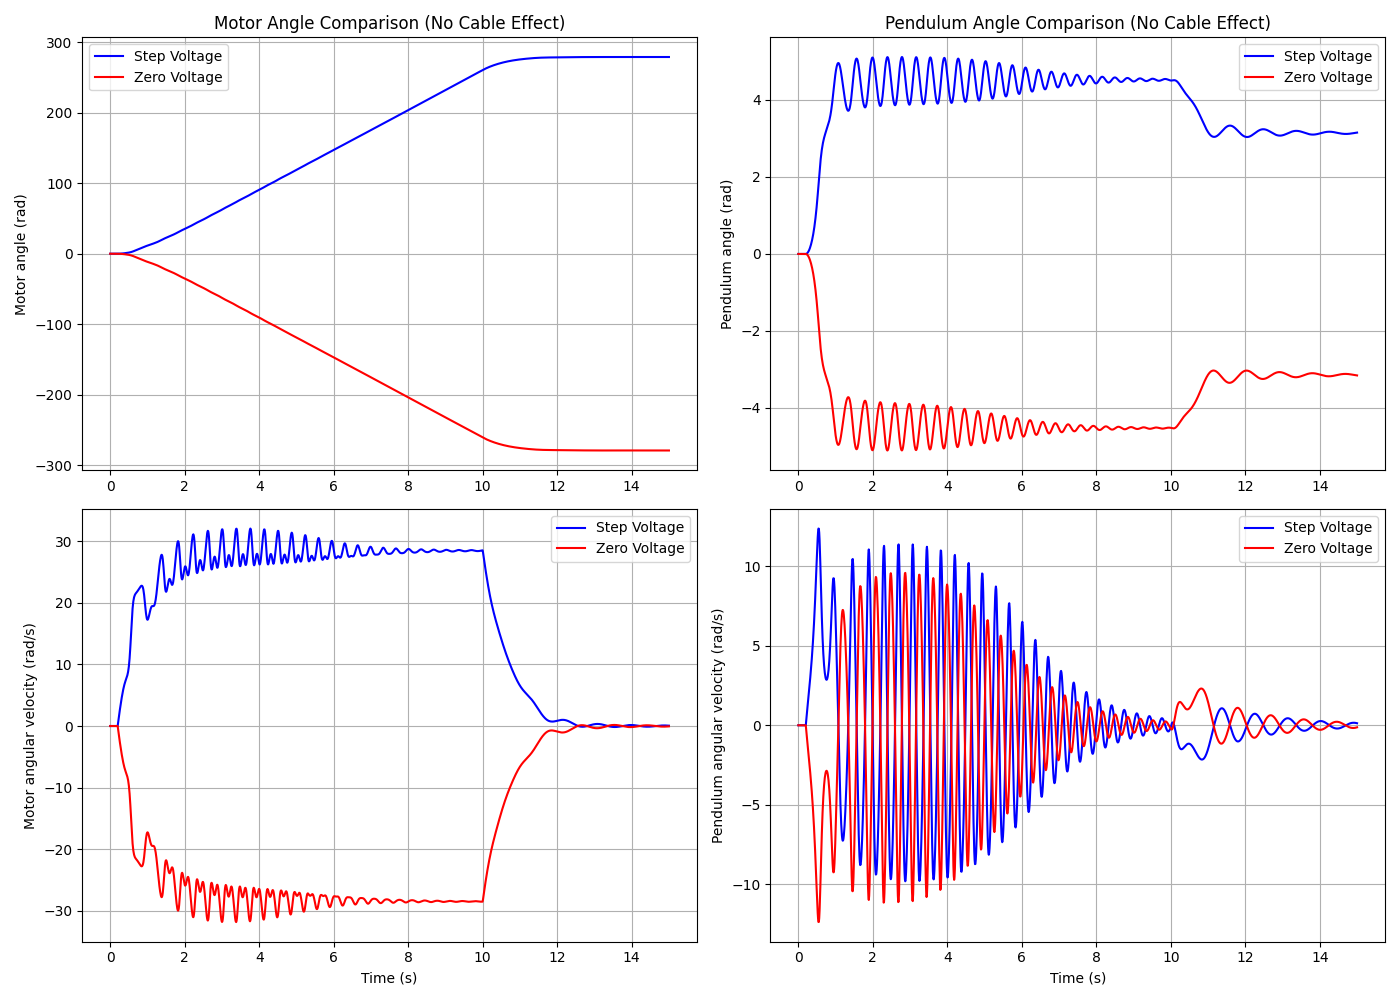 Motor Angle Comparison (No Cable Effect)
Motor angle (rad)
300
200
100
0
−100
−200
−300
Step Voltage
Zero Voltage
0 2 4 6 8 10 12 14
Pendulum Angle Comparison (No Cable Effect)
Pendulum angle (rad)
4
2
0
−2
−4
Step Voltage
Zero Voltage
0 2 4 6 8 10 12 14
Motor angular velocity (rad/s)
30
20
10
0
−10
−20
−30
Step Voltage
Zero Voltage
0 2 4 6 8 10 12 14
Time (s)
Pendulum angular velocity (rad/s)
10
5
0
−5
−10
Step Voltage
Zero Voltage
0 2 4 6 8 10 12 14
Time (s)